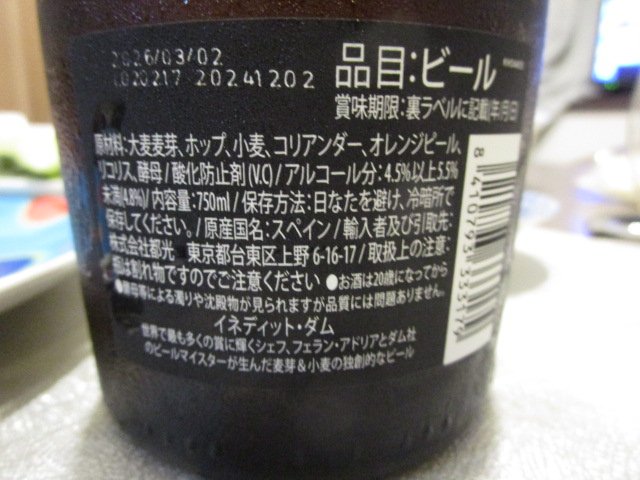 2026/03/02
L020217 20241202
品目：ビール
賞味期限：裏ラベルに記載(年/月/日)
原材料：大麦麦芽、ホップ、小麦、コリアンダー、オレンジピール、
リコリス、酵母 / 酸化防止剤(V.C) / アルコール分：4.5%以上5.5%
未満(4.8%) / 内容量：750ml / 保存方法：日なたを避け、冷暗所で
保存してください。/ 原産国名：スペイン / 輸入者及び引取先：
株式会社都光 東京都台東区上野 6-16-17 / 取扱上の注意：
瓶は割れ物ですのでご注意ください ●お酒は20歳になってから
●酵母等による濁りや沈殿物が見られますが品質には問題ありません。
イネディット・ダム
世界で最も多くの賞に輝くシェフ、フェラン・アドリアとダム社
のビールマイスターが生んだ麦芽＆小麦の独創的なビール
8 410793 333174